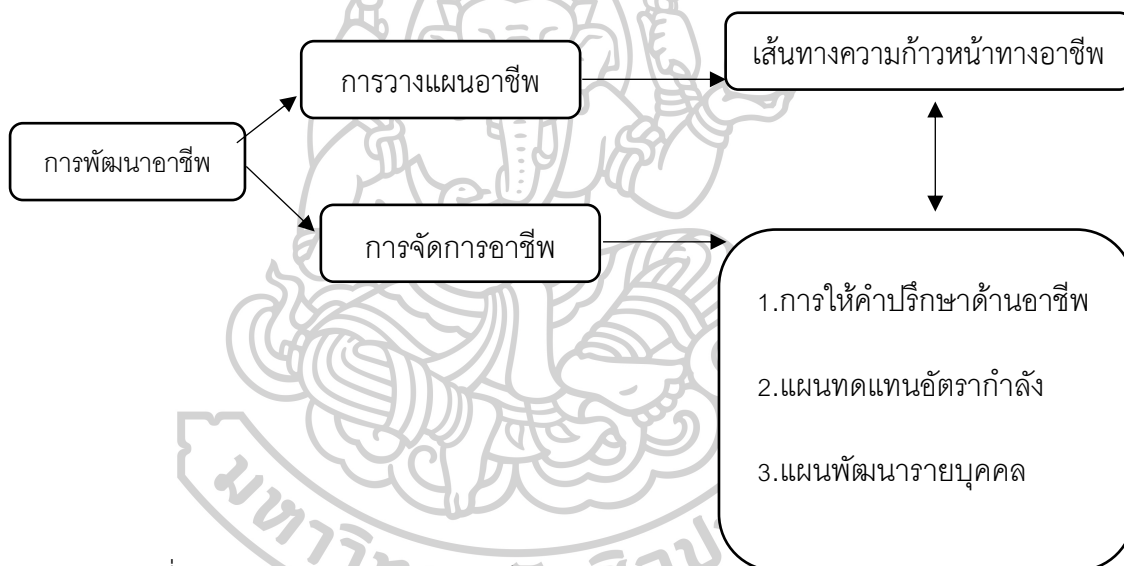 เส้นทางความก้าวหน้าทางอาชีพ
การวางแผนอาชีพ
การพัฒนาอาชีพ
การจัดการอาชีพ
1.การให้คำปรึกษาด้านอาชีพ
2.แผนทดแทนอัตรากำลัง
3.แผนพัฒนารายบุคคล